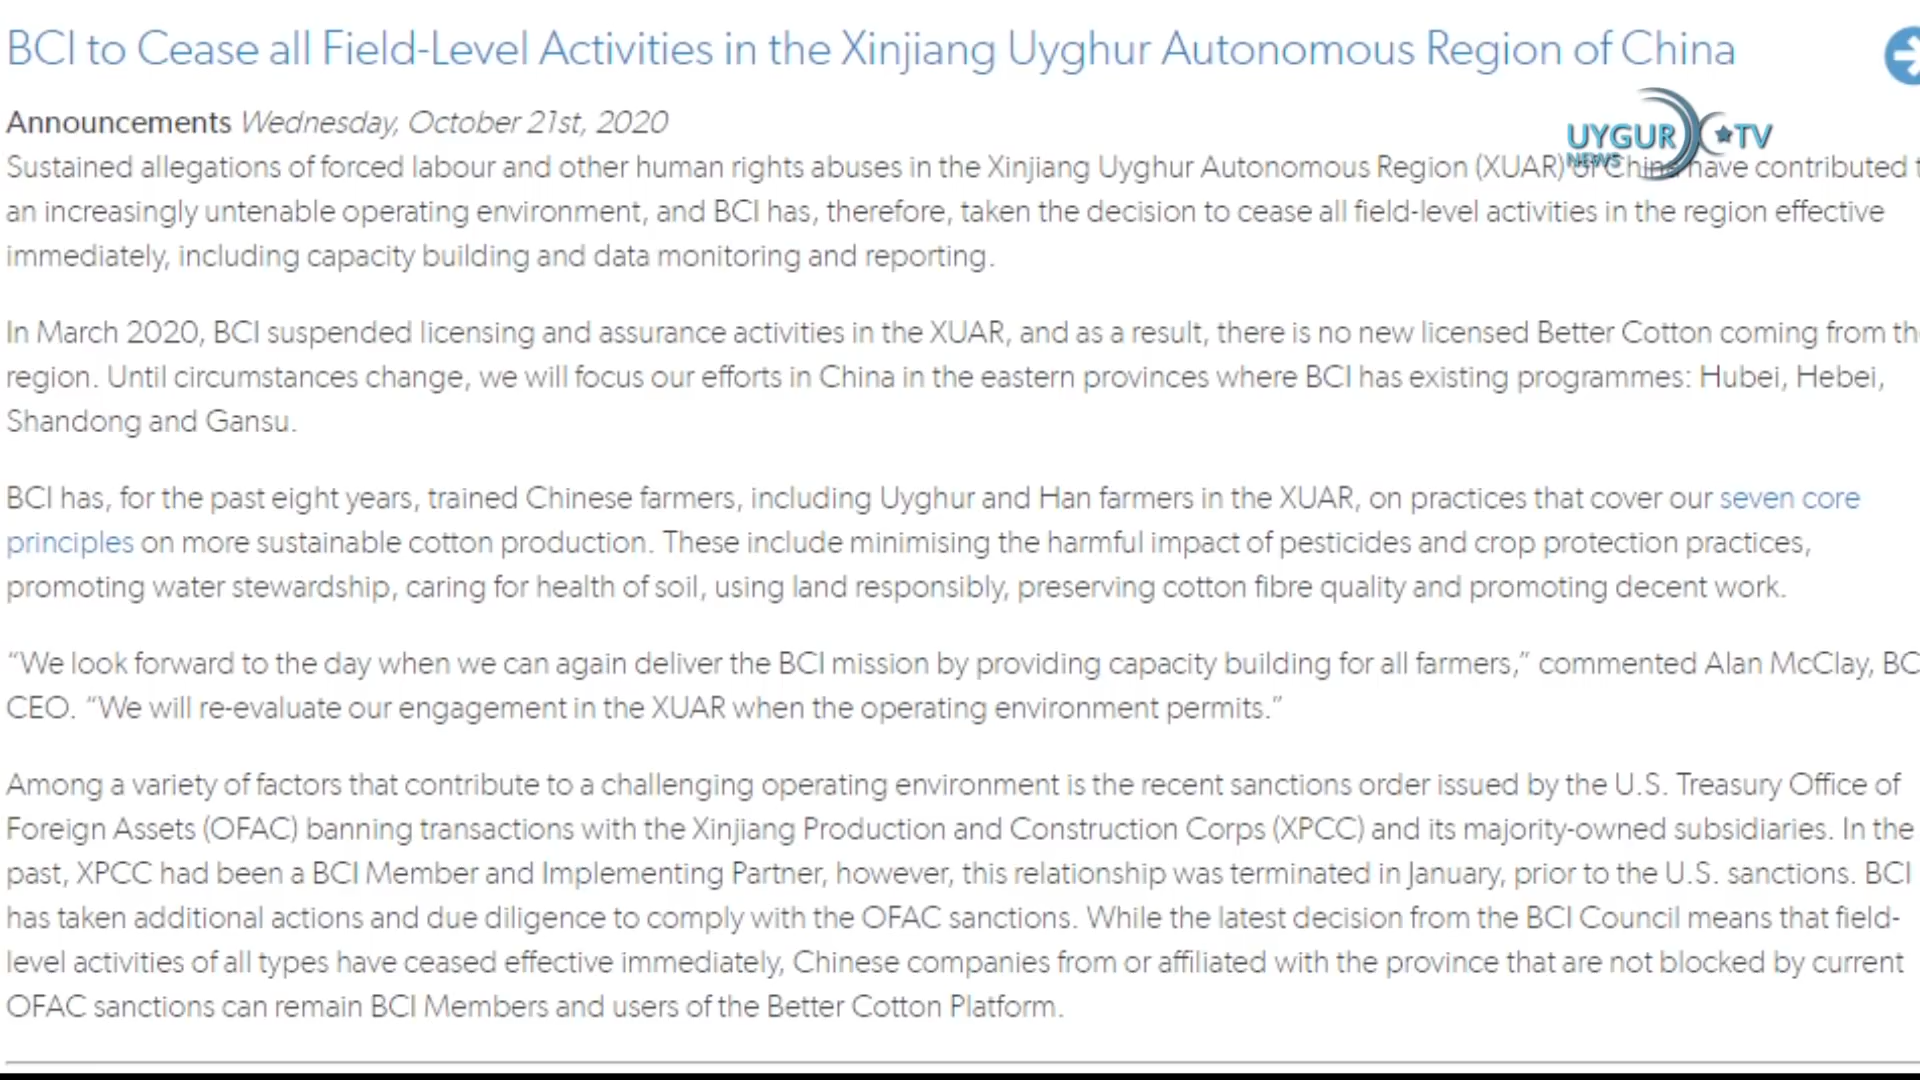 BCI to Cease all Field-Level Activities in the Xinjiang Uyghur Autonomous Region of China
Announcements Wednesday, October 21st, 2020
UYGUR TV
NEWS
Sustained allegations of forced labour and other human rights abuses in the Xinjiang Uyghur Autonomous Region (XUAR) of China have contributed t
an increasingly untenable operating environment, and BCI has, therefore, taken the decision to cease all field-level activities in the region effective
immediately, including capacity building and data monitoring and reporting.
In March 2020, BCI suspended licensing and assurance activities in the XUAR, and as a result, there is no new licensed Better Cotton coming from th
region. Until circumstances change, we will focus our efforts in China in the eastern provinces where BCI has existing programmes: Hubei, Hebei,
Shandong and Gansu.
BCI has, for the past eight years, trained Chinese farmers, including Uyghur and Han farmers in the XUAR, on practices that cover our seven core
principles on more sustainable cotton production. These include minimising the harmful impact of pesticides and crop protection practices,
promoting water stewardship, caring for health of soil, using land responsibly, preserving cotton fibre quality and promoting decent work.
“We look forward to the day when we can again deliver the BCI mission by providing capacity building for all farmers,” commented Alan McClay, BC
CEO. “We will re-evaluate our engagement in the XUAR when the operating environment permits.”
Among a variety of factors that contribute to a challenging operating environment is the recent sanctions order issued by the U.S. Treasury Office of
Foreign Assets (OFAC) banning transactions with the Xinjiang Production and Construction Corps (XPCC) and its majority-owned subsidiaries. In the
past, XPCC had been a BCI Member and Implementing Partner, however, this relationship was terminated in January, prior to the U.S. sanctions. BCI
has taken additional actions and due diligence to comply with the OFAC sanctions. While the latest decision from the BCI Council means that field-
level activities of all types have ceased effective immediately, Chinese companies from or affiliated with the province that are not blocked by current
OFAC sanctions can remain BCI Members and users of the Better Cotton Platform.